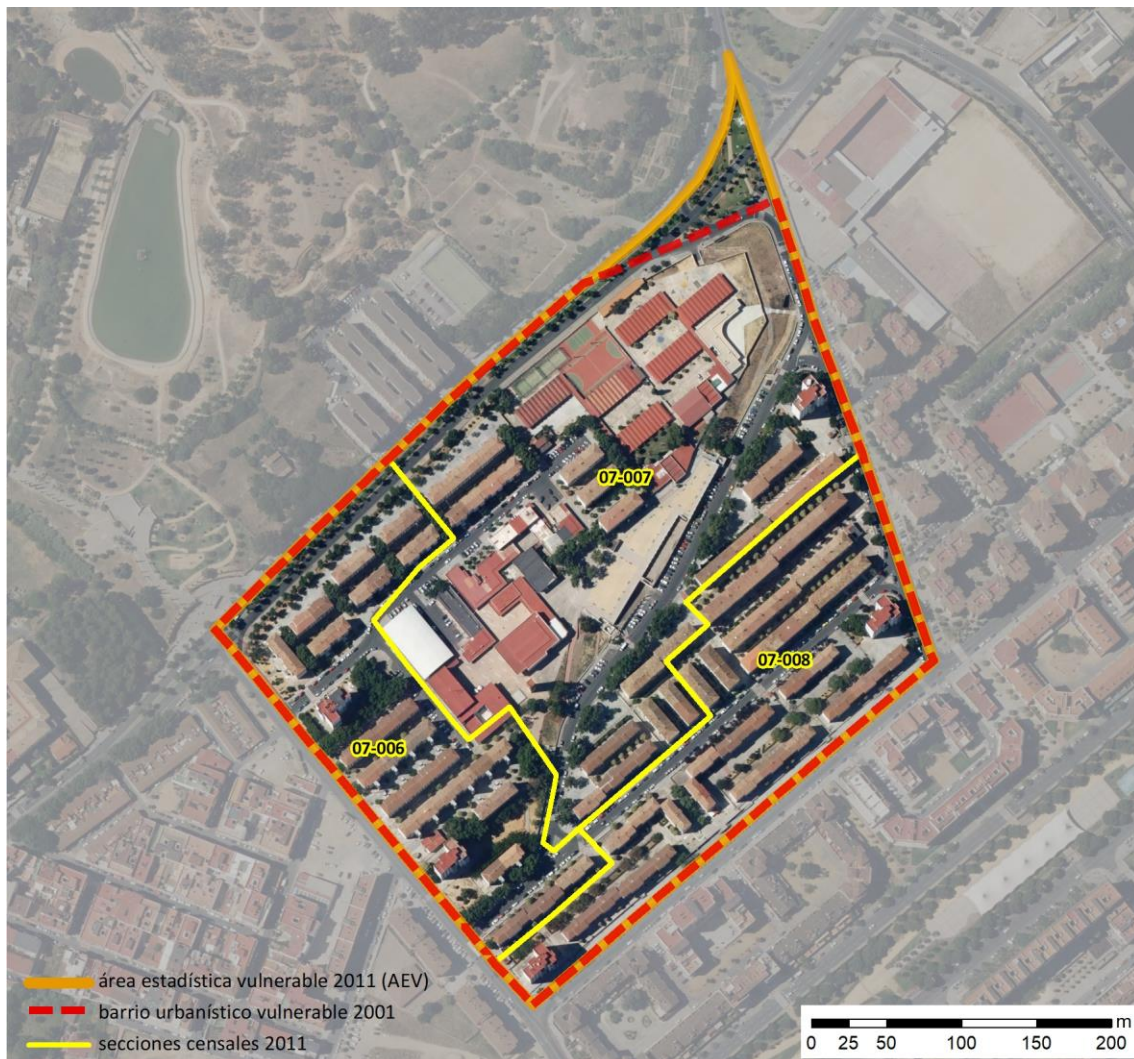 07-007
07-008
07-006
área estadística vulnerable 2011 (AEV)
barrio urbanístico vulnerable 2001
secciones censales 2011
m
0 25 50 100 150 200